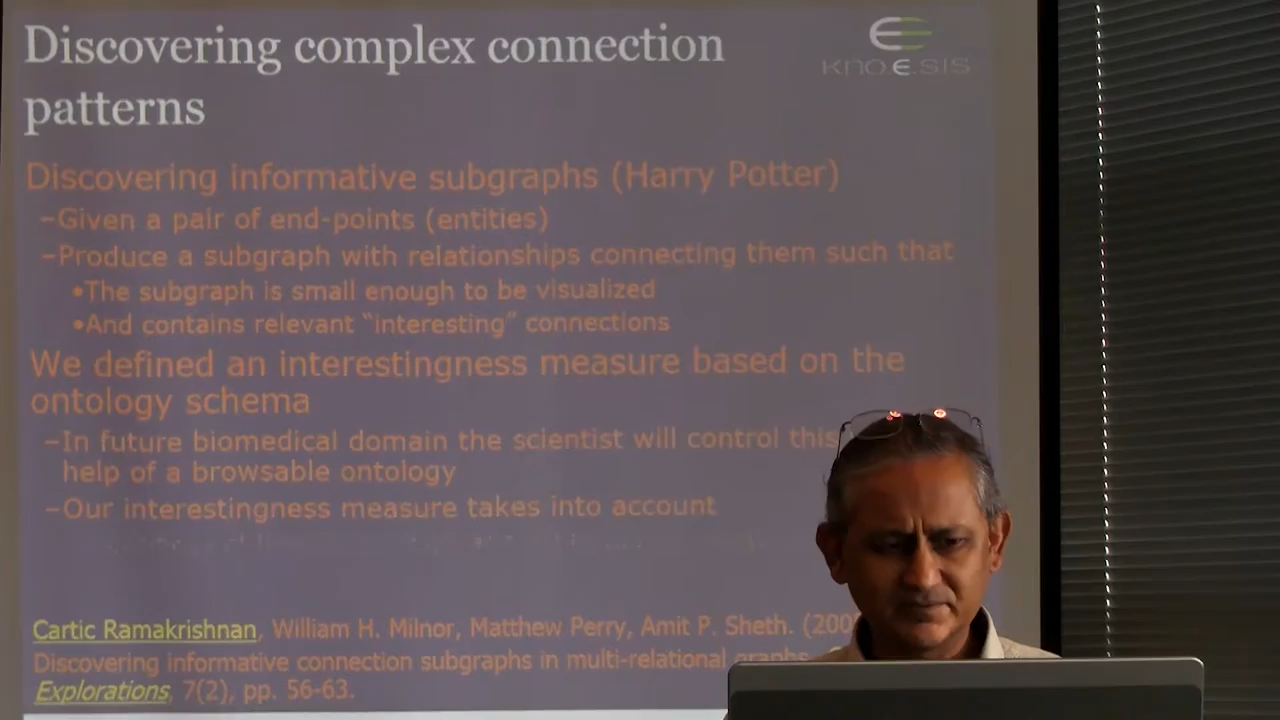 Discovering complex connection
patterns
KNO.E.SIS
Discovering informative subgraphs (Harry Potter)
–Given a pair of end-points (entities)
–Produce a subgraph with relationships connecting them such that
•The subgraph is small enough to be visualized
•And contains relevant “interesting” connections
We defined an interestingness measure based on the
ontology schema
–In future biomedical domain the scientist will control this
help of a browsable ontology
–Our interestingness measure takes into account
Cartic Ramakrishnan, William H. Milnor, Matthew Perry, Amit P. Sheth. (200
Discovering informative connection subgraphs in multi-relational graphs
Explorations, 7(2), pp. 56-63.